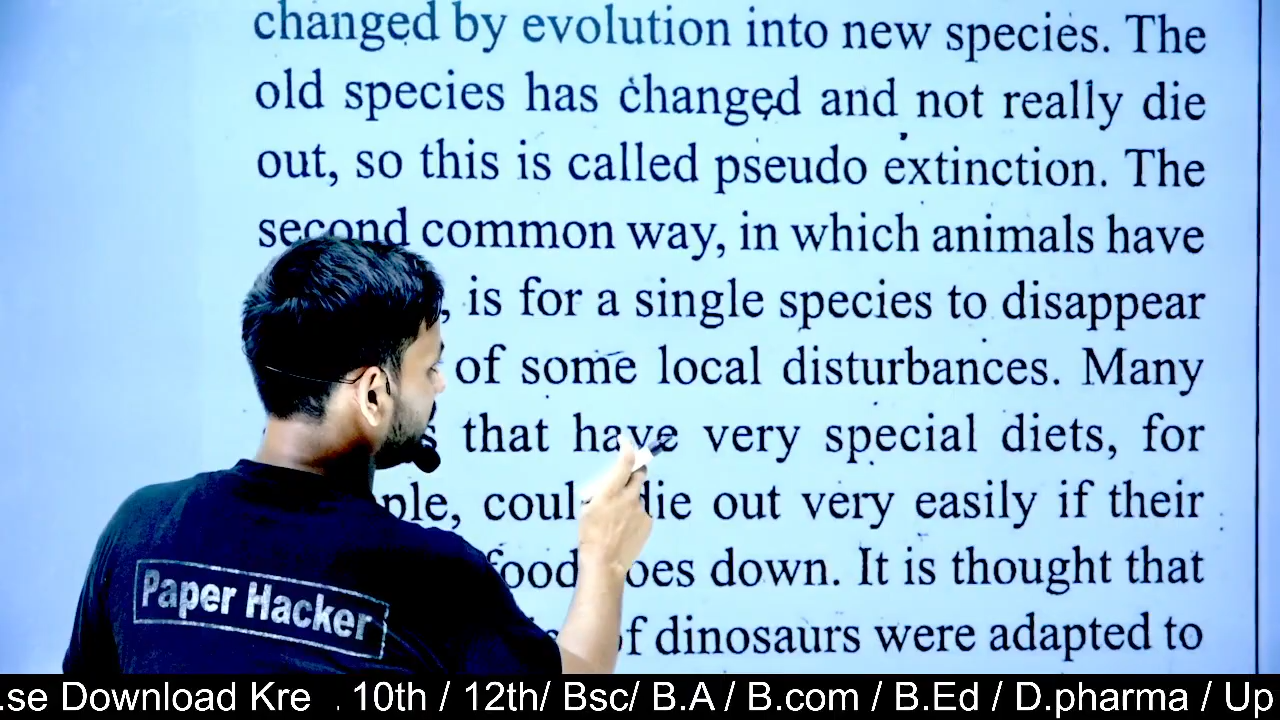 changed by evolution into new species. The
old species has changed and not really die
out, so this is called pseudo extinction. The
second common way, in which animals have
, is for a single species to disappear
of some local disturbances. Many
that have very special diets, for
die out very easily if their
food down. It is thought that
of dinosaurs were adapted to
Paper Hacker
.se Download Kre . 10th / 12th/ Bsc/ B.A / B.com / B.Ed / D.pharma / Up